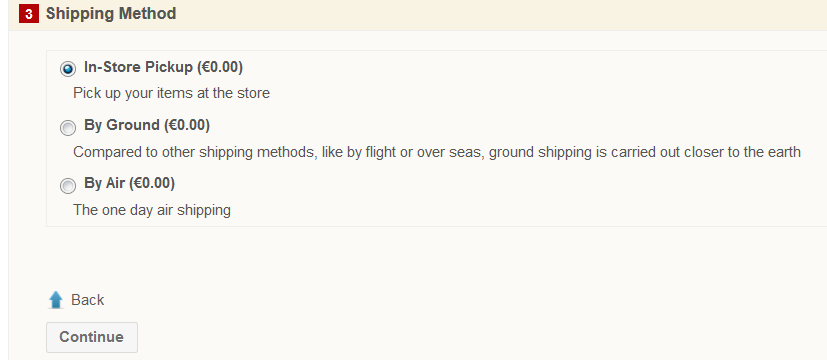 3 Shipping Method
In-Store Pickup (€0.00)
Pick up your items at the store
By Ground (€0.00)
Compared to other shipping methods, like by flight or over seas, ground shipping is carried out closer to the earth
By Air (€0.00)
The one day air shipping
Back
Continue